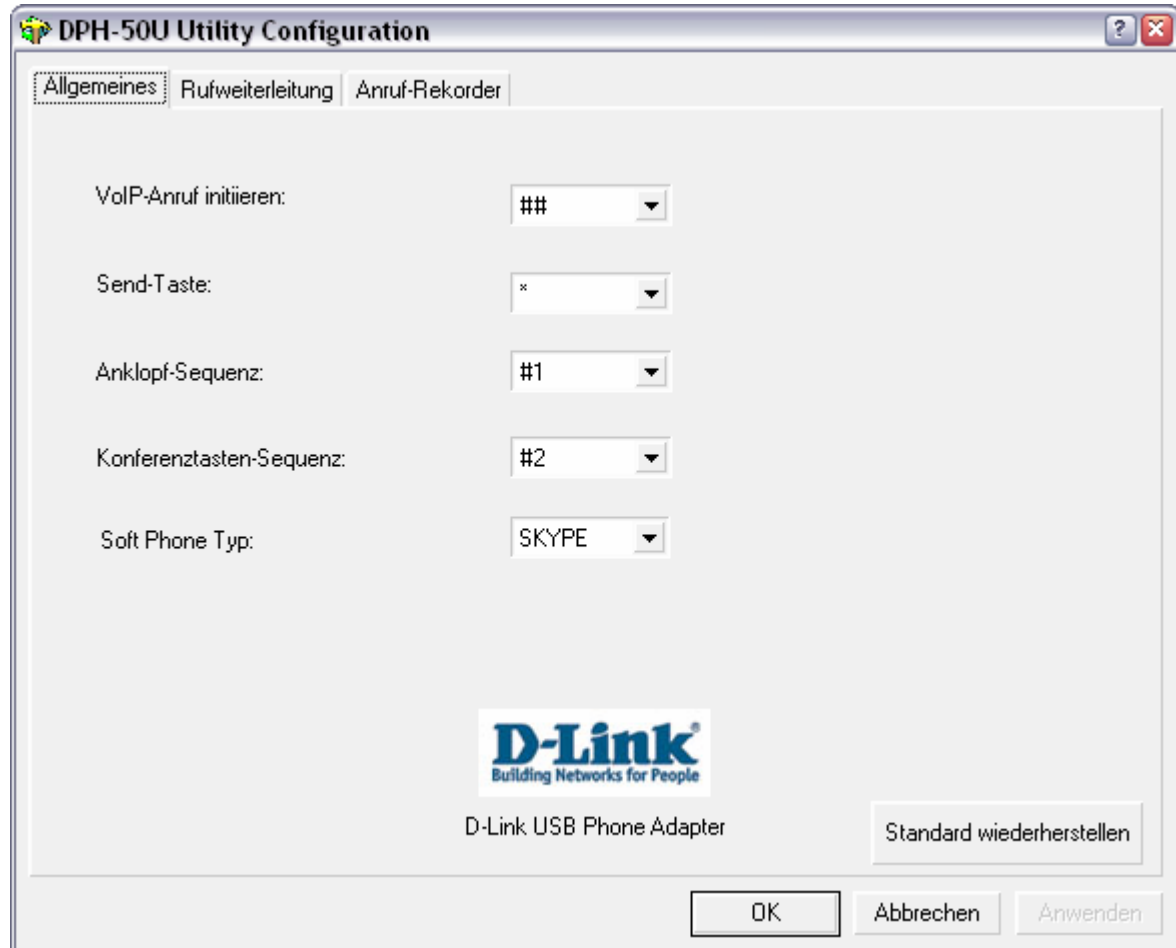 DPH-50U Utility Configuration
Allgemeines Rufweiterleitung Anruf-Rekorder
VoIP-Anruf initiieren: ##
Send-Taste: *
Anklopf-Sequenz: #1
Konferenztasten-Sequenz: #2
Soft Phone Typ: SKYPE
D-Link®
Building Networks for People
D-Link USB Phone Adapter
Standard wiederherstellen
OK Abbrechen Anwenden